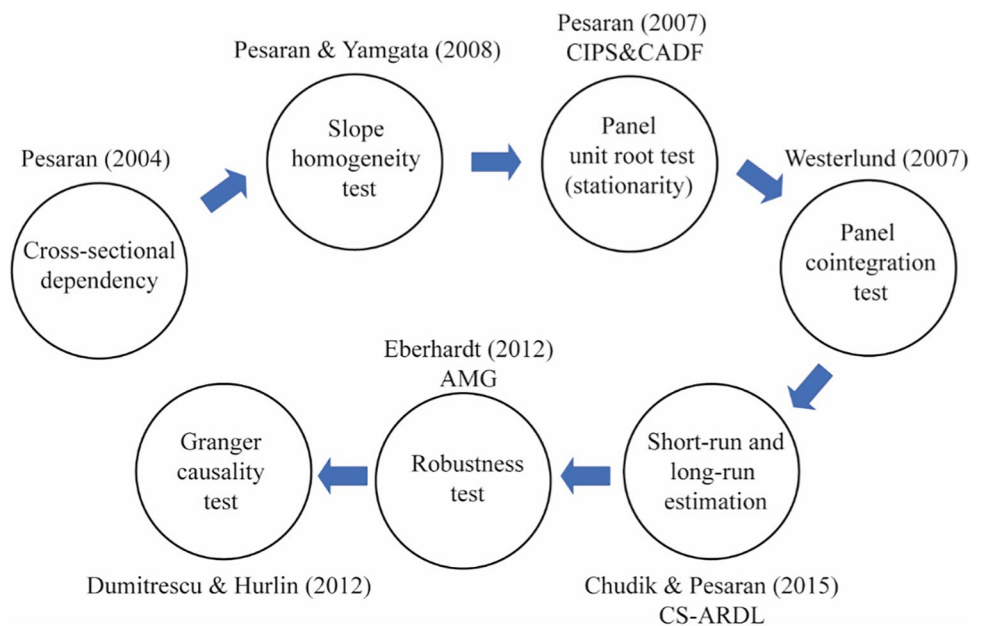 Pesaran (2004)
Cross-sectional
dependency
Pesaran & Yamgata (2008)
Slope
homogeneity
test
Pesaran (2007)
CIPS&CADF
Panel
unit root test
(stationarity)
Westerlund (2007)
Panel
cointegration
test
Short-run and
long-run
estimation
Chudik & Pesaran (2015)
CS-ARDL
Eberhardt (2012)
AMG
Robustness
test
Granger
causality
test
Dumitrescu & Hurlin (2012)